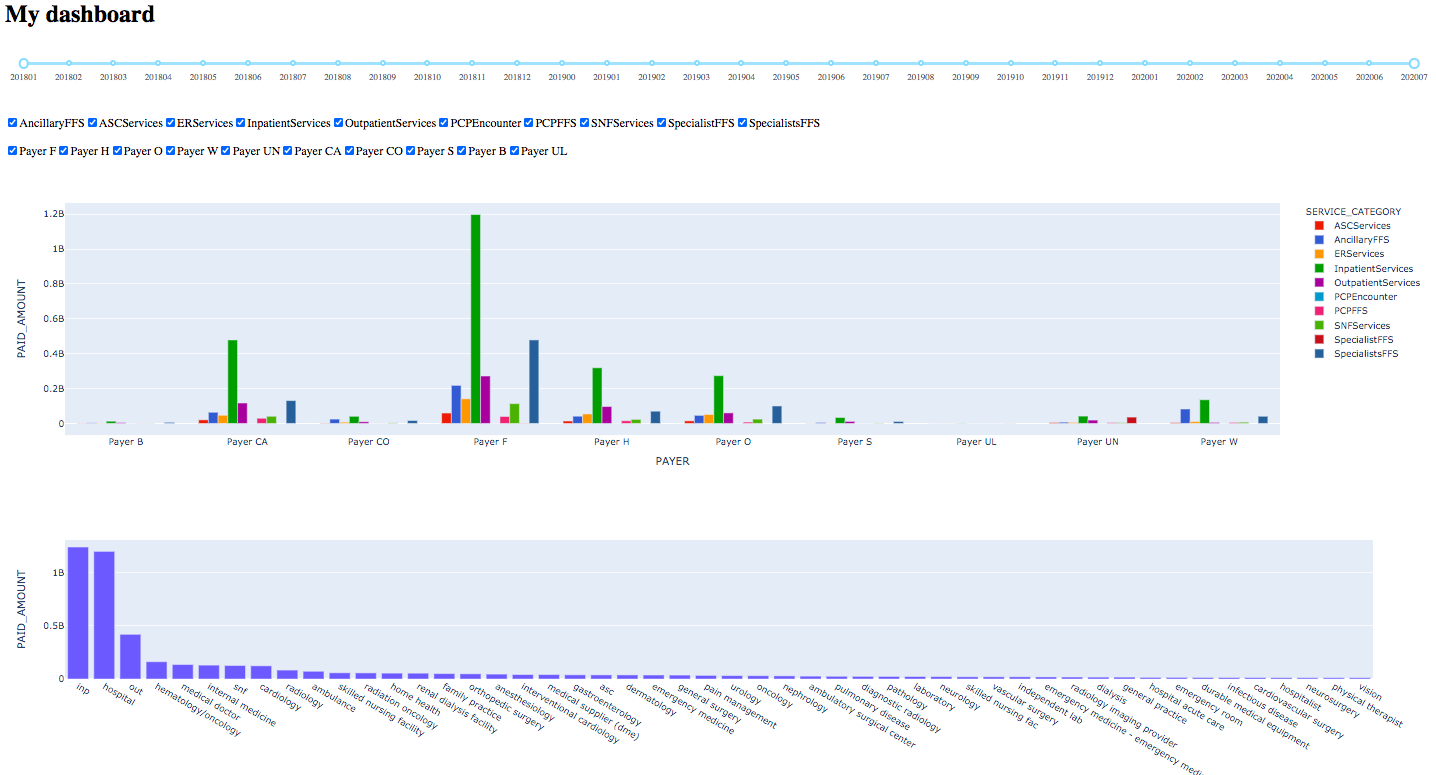 My dashboard
201801 201802 201803 201804 201805 201806 201807 201808 201809 201810 201811 201812 201900 201901 201902 201903 201904 201905 201906 201907 201908 201909 201910 201911 201912 202001 202002 202003 202004 202005 202006 202007
AncillaryFFS ASCServices ERServices InpatientServices OutpatientServices PCPEncounter PCPFFS SNFServices SpecialistFFS SpecialistsFFS
Payer F Payer H Payer O Payer W Payer UN Payer CA Payer CO Payer S Payer B Payer UL
1.2B
1B
0.8B
0.6B
0.4B
0.2B
0
PAID_AMOUNT
Payer B Payer CA Payer CO Payer F Payer H Payer O Payer S Payer UL Payer UN Payer W
PAYER
SERVICE_CATEGORY
ASCServices
AncillaryFFS
ERServices
InpatientServices
OutpatientServices
PCPEncounter
PCPFFS
SNFServices
SpecialistFFS
SpecialistsFFS
1B
0.5B
0
PAID_AMOUNT
inp
hospital
out
hematology/oncology
medical doctor
internal medicine
snf
cardiology
radiology
ambulance
skilled nursing facility
radiation oncology
home health
renal dialysis facility
family practice
orthopedic surgery
anesthesiology
interventional cardiology
medical supplier (dme)
gastroenterology
asc
dermatology
emergency medicine
general surgery
pain management
urology
oncology
nephrology
ambulatory surgical center
pulmonary disease
diagnostic radiology
pathology
laboratory
neurology
skilled nursing fac
vascular surgery
independent lab
emergency medicine - emergency medi
radiology imaging provider
dialysis
general practice
hospital acute care
emergency room
durable medical equipment
infectious disease
cardiovascular surgery
hospitalist
neurosurgery
physical therapist
vision